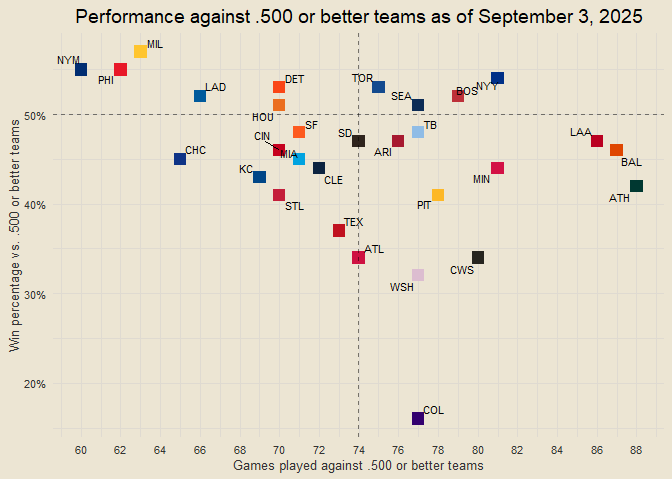 Performance against .500 or better teams as of September 3, 2025
MIL
NYM
PHI
LAD
DET
TOR
SEA
BOS
NYY
50%
HOU
SF
SD
TB
LAA
CIN
MIA
ARI
CHC
BAL
KC
CLE
MIN
ATH
40%
STL
PIT
TEX
ATL
CWS
WSH
30%
20%
COL
Win percentage vs. .500 or better teams
60 62 64 66 68 70 72 74 76 78 80 82 84 86 88
Games played against .500 or better teams